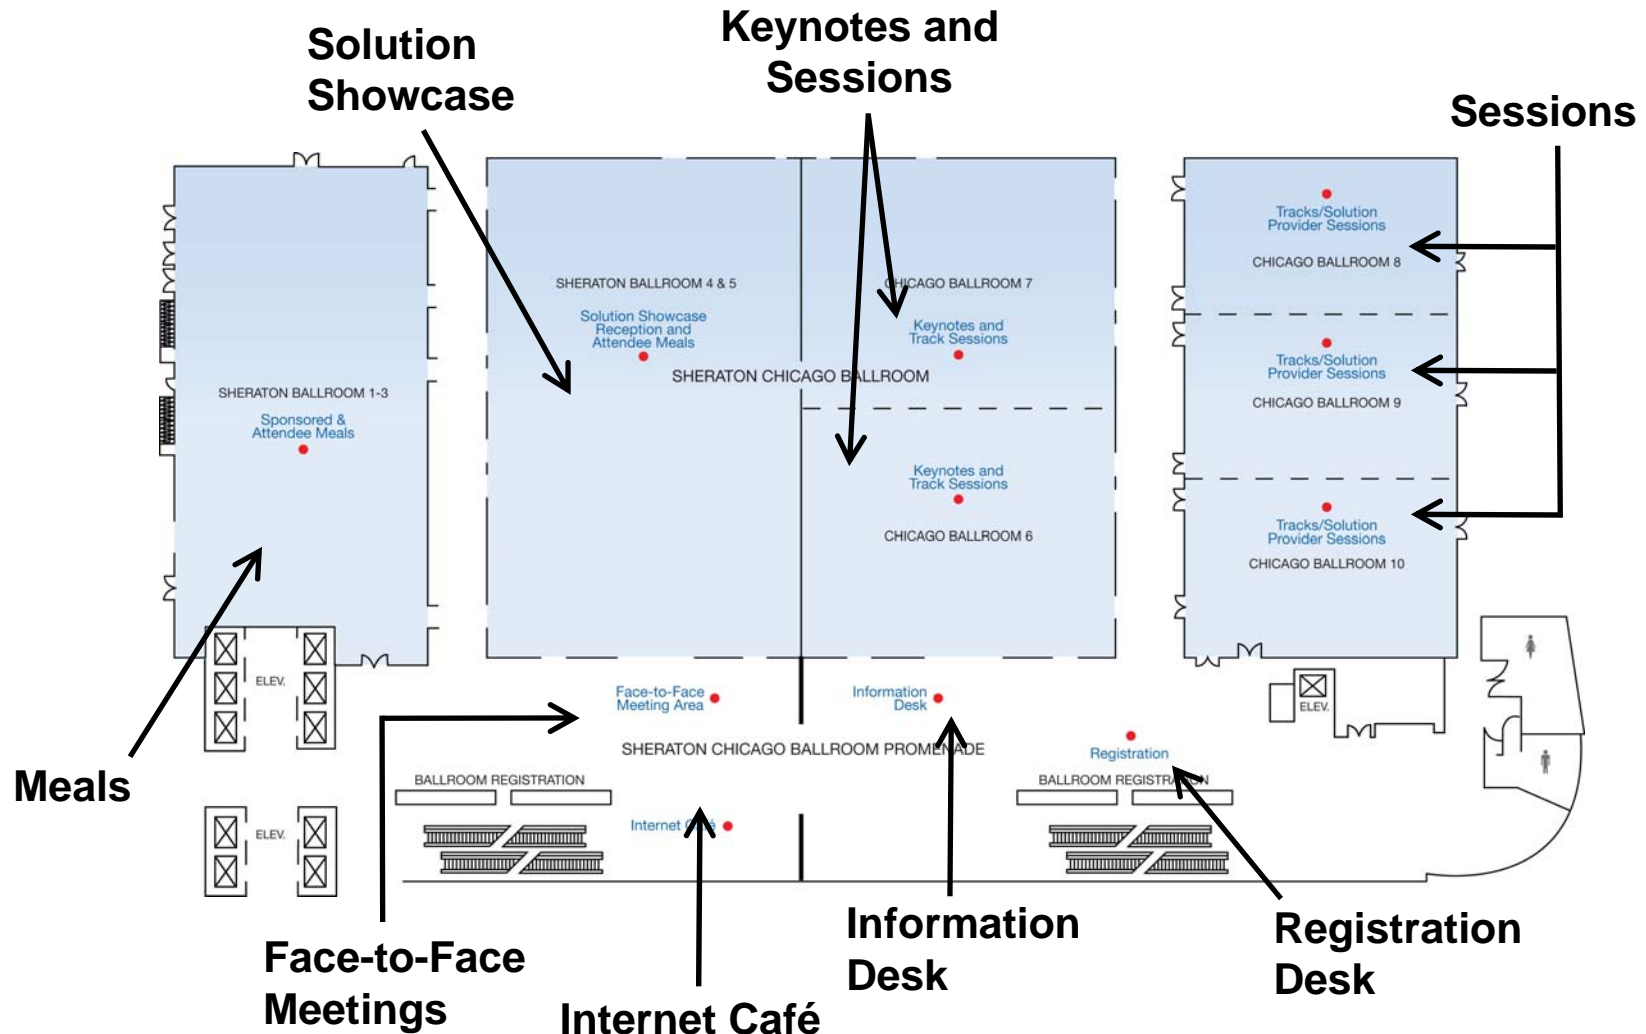 Solution
Showcase
Keynotes and
Sessions
Sessions
SHERATON BALLROOM 1-3
Sponsored &
Attendee Meals
SHERATON BALLROOM 4 & 5
Solution Showcase
Reception and
Attendee Meals
SHERATON CHICAGO BALLROOM
CHICAGO BALLROOM 7
Keynotes and
Track Sessions
Keynotes and
Track Sessions
CHICAGO BALLROOM 6
Tracks/Solution
Provider Sessions
CHICAGO BALLROOM 8
Tracks/Solution
Provider Sessions
CHICAGO BALLROOM 9
Tracks/Solution
Provider Sessions
CHICAGO BALLROOM 10
ELEV.
Face-to-Face
Meeting Area
Information
Desk
ELEV.
SHERATON CHICAGO BALLROOM PROMENADE
Registration
Meals
BALLROOM REGISTRATION
BALLROOM REGISTRATION
ELEV.
Internet Café
Face-to-Face
Meetings
Internet Café
Information
Desk
Registration
Desk